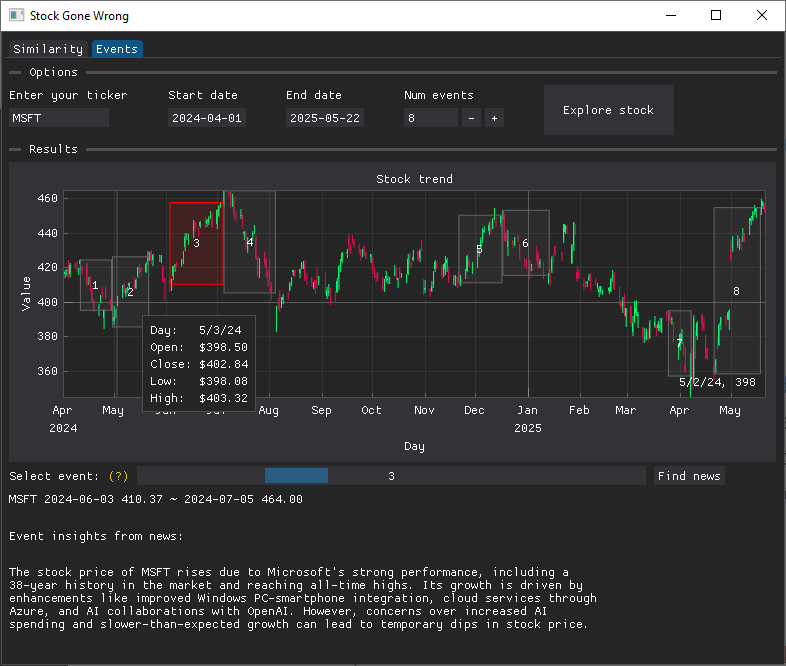 Stock Gone Wrong
Similarity Events
Options
Enter your ticker Start date End date Num events
MSFT 2024-04-01 2025-05-22 8 - + Explore stock
Results
Stock trend
460
440
420
400
380
360
Value
1
2
3
4
5
6
7
8
Day: 5/3/24
Open: $398.50
Close: $402.84
Low: $398.08
High: $403.32
5/2/24, 398
Apr May Jun Jul Aug Sep Oct Nov Dec Jan Feb Mar Apr May
2024 2025
Day
Select event: (?) 3 Find news
MSFT 2024-06-03 410.37 ~ 2024-07-05 464.00
Event insights from news:
The stock price of MSFT rises due to Microsoft's strong performance, including a
38-year history in the market and reaching all-time highs. Its growth is driven by
enhancements like improved Windows PC-smartphone integration, cloud services through
Azure, and AI collaborations with OpenAI. However, concerns over increased AI
spending and slower-than-expected growth can lead to temporary dips in stock price.